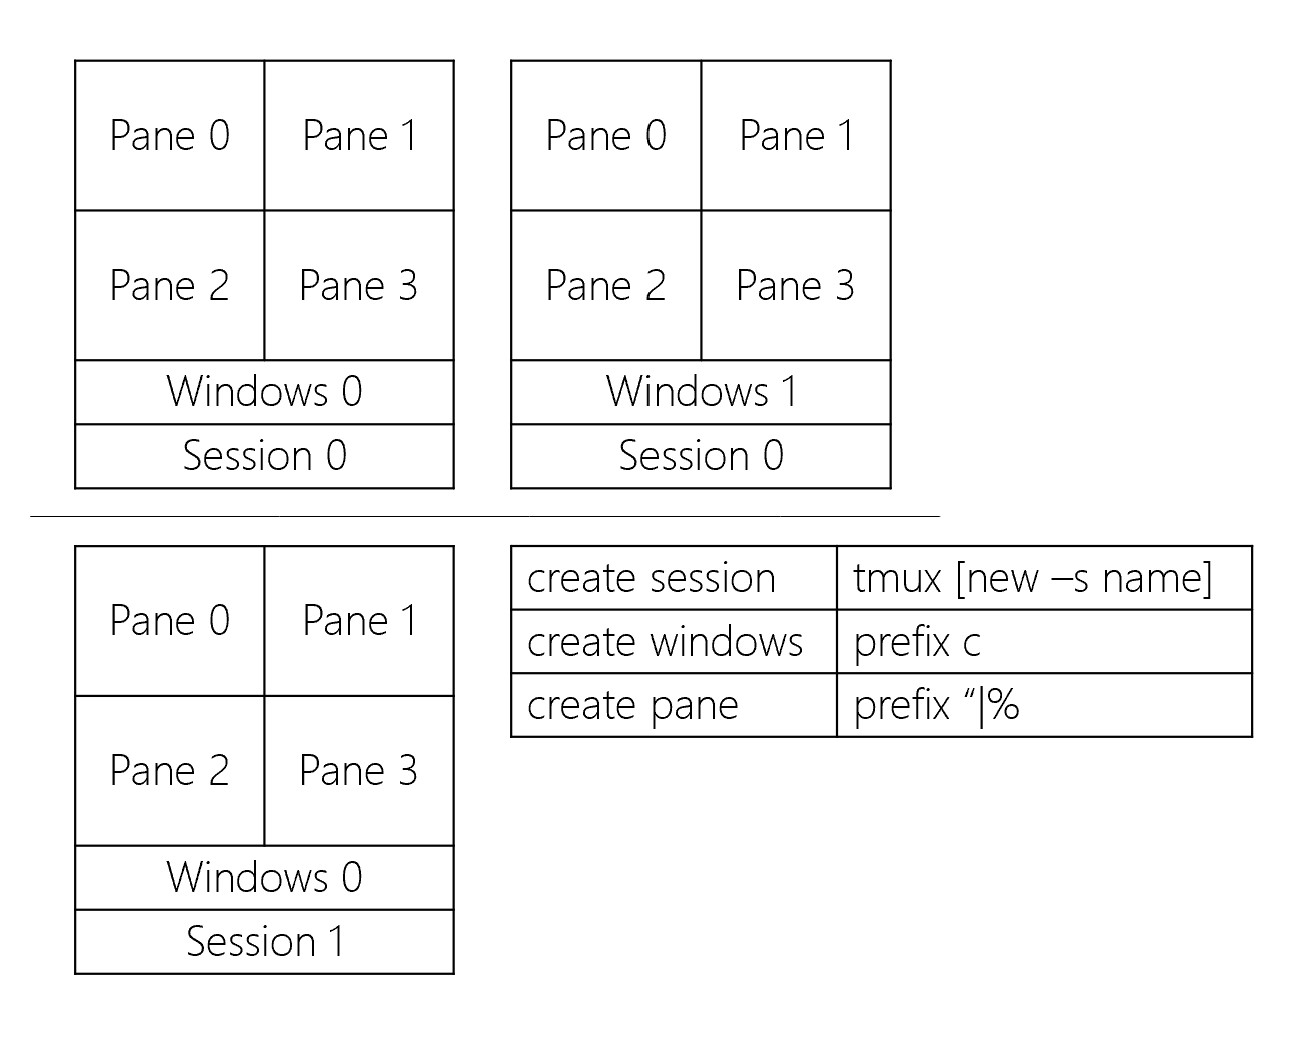 Pane 0 Pane 1
Pane 2 Pane 3
Windows 0
Session 0
Pane 0 Pane 1
Pane 2 Pane 3
Windows 1
Session 0
Pane 0 Pane 1
Pane 2 Pane 3
Windows 0
Session 1
create session tmux [new –s name]
create windows prefix c
create pane prefix “|%